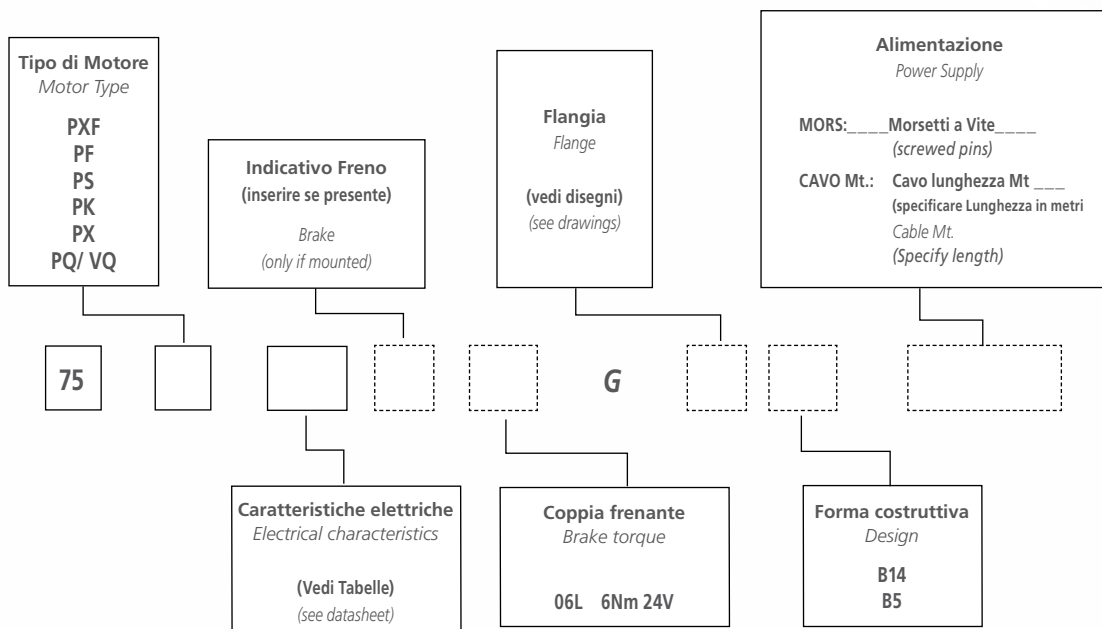 Tipo di Motore
Motor Type
PXF
PF
PS
PK
PX
PQ/ VQ
Indicativo Freno
(inserire se presente)
Brake
(only if mounted)
Flangia
Flange
(vedi disegni)
(see drawings)
Alimentazione
Power Supply
MORS:____Morsetti a Vite____
(screwed pins)
CAVO Mt.: Cavo lunghezza Mt ___
(specificare Lunghezza in metri
Cable Mt.
(Specify length)
75
G
Caratteristiche elettriche
Electrical characteristics
(Vedi Tabelle)
(see datasheet)
Coppia frenante
Brake torque
06L 6Nm 24V
Forma costruttiva
Design
B14
B5